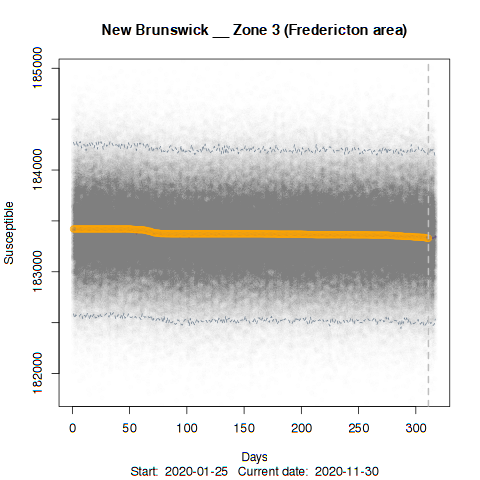 New Brunswick __ Zone 3 (Fredericton area)
185000
184000
183000
182000
Susceptible
0 50 100 150 200 250 300
Days
Start: 2020-01-25 Current date: 2020-11-30